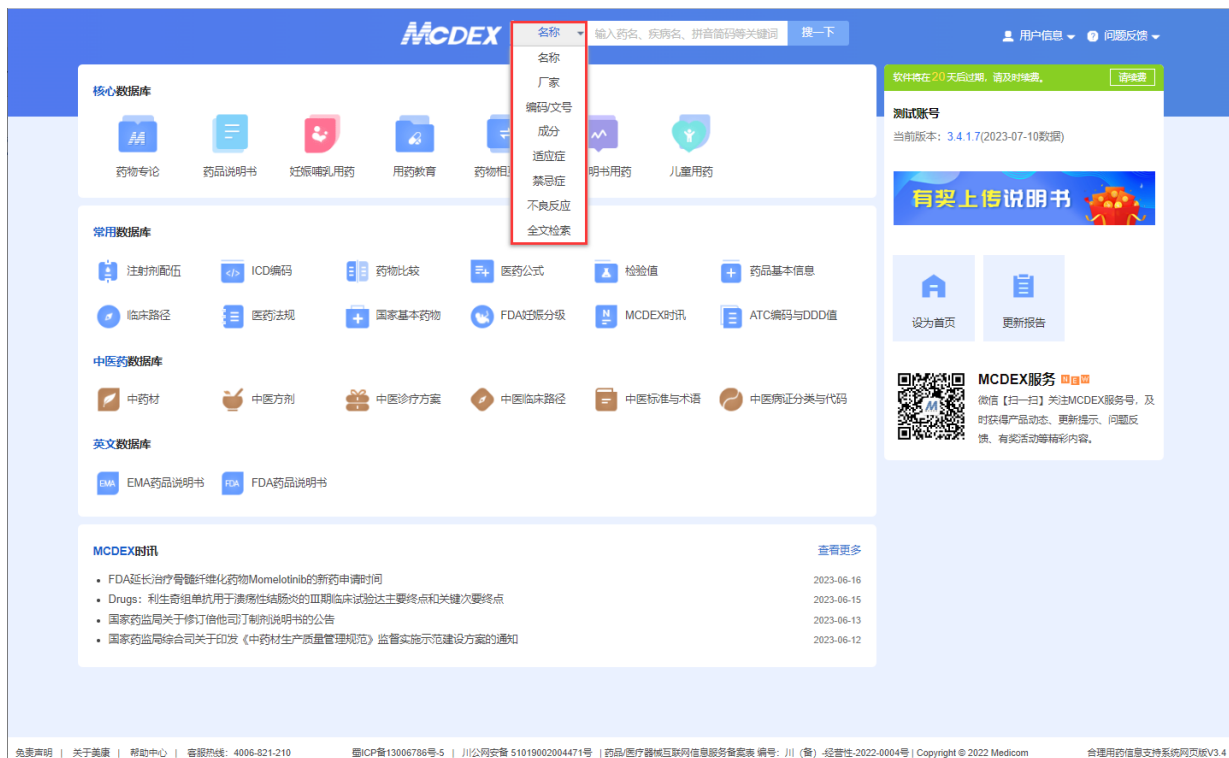 MCDEX
名称
输入药名、疾病名、拼音简码等关键词
搜一下
用户信息
问题反馈
名称
厂家
编码/文号
成分
适应症
禁忌症
不良反应
全文检索
核心数据库
药物专论
药品说明书
妊娠哺乳用药
用药教育
药物相
明书用药
儿童用药
常用数据库
注射剂配伍
ICD编码
药物比较
医药公式
检验值
药品基本信息
临床路径
医药法规
国家基本药物
FDA妊娠分级
MCDEX时讯
ATC编码与DDD值
中医药数据库
中药材
中医方剂
中医诊疗方案
中医临床路径
中医标准与术语
中医病证分类与代码
英文数据库
EMA
EMA药品说明书
FDA
FDA药品说明书
MCDEX时讯
查看更多
FDA延长治疗骨髓纤维化药物Momelotinib的新药申请时间
2023-06-16
Drugs：利生奇组单抗用于溃疡性结肠炎的III期临床试验达主要终点和关键次要终点
2023-06-15
国家药监局关于修订倍他司汀制剂说明书的公告
2023-06-13
国家药监局综合司关于印发《中药材生产质量管理规范》监督实施示范建设方案的通知
2023-06-12
软件将在20天后过期，请及时续费。
请续费
测试账号
当前版本：3.4.1.7(2023-07-10数据)
有奖上传说明书
设为首页
更新报告
MCDEX服务 NEW
微信【扫一扫】关注MCDEX服务号，及
时获得产品动态、更新提示、问题反
馈、有奖活动等精彩内容。
免责声明 | 关于美康 | 帮助中心 | 客服热线：4006-821-210
蜀ICP备13006786号-5 | 川公网安备 51019002004471号 | 药品/医疗器械互联网信息服务备案表 编号：川（备）-经营性-2022-0004号 | Copyright © 2022 Medicom
合理用药信息支持系统网页版V3.4